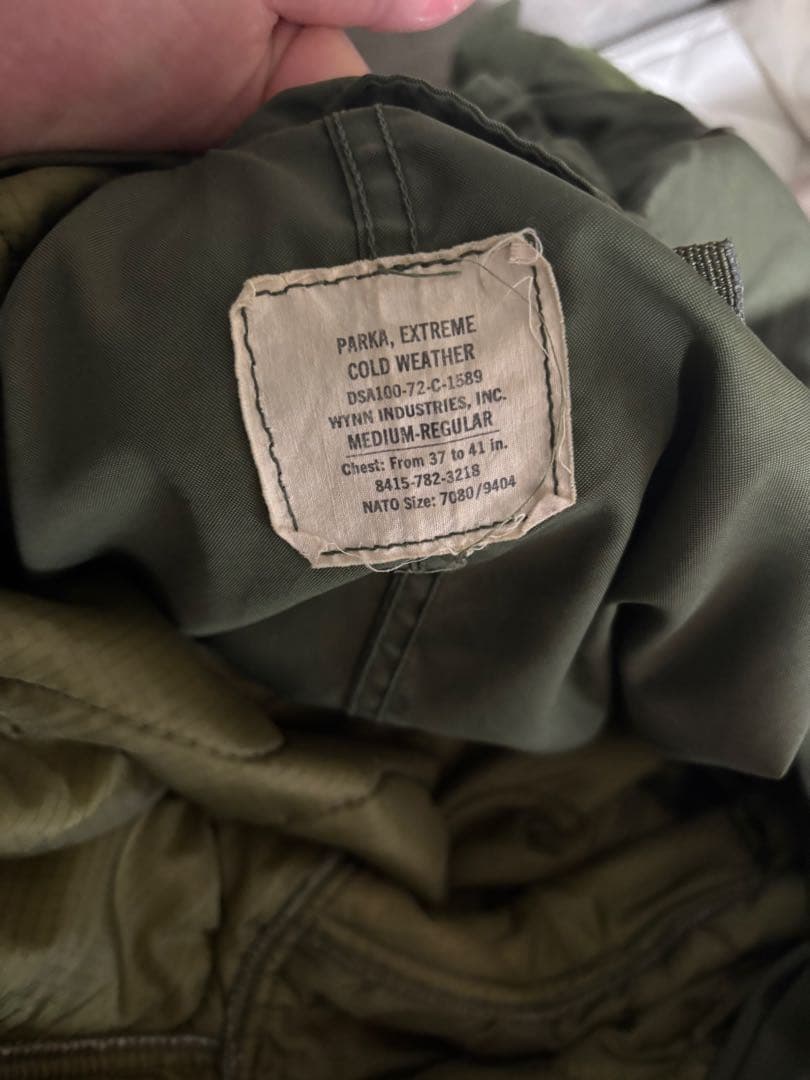 PARKA, EXTREME
COLD WEATHER
DSA100-72-C-1589
WYNN INDUSTRIES, INC.
MEDIUM-REGULAR
Chest: From 37 to 41 in.
8415-782-3218
NATO Size: 7080/9404